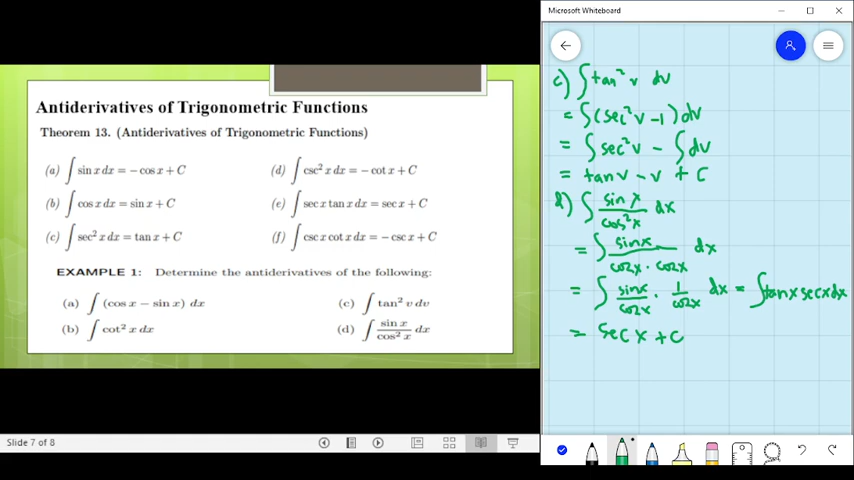 Microsoft Whiteboard
Antiderivatives of Trigonometric Functions
Theorem 13. (Antiderivatives of Trigonometric Functions)
(a) ∫ sin x dx = − cos x + C
(d) ∫ csc² x dx = − cot x + C
(b) ∫ cos x dx = sin x + C
(e) ∫ sec x tan x dx = sec x + C
(c) ∫ sec² x dx = tan x + C
(f) ∫ csc x cot x dx = − csc x + C
EXAMPLE 1: Determine the antiderivatives of the following:
(a) ∫ (cos x − sin x) dx
(c) ∫ tan² v dv
(b) ∫ cot² x dx
(d) ∫ sin x / cos² x dx
Slide 7 of 8
c) ∫ tan² v dv
= ∫ (sec² v − 1) dv
= ∫ sec² v − ∫ dv
= tan v − v + C
d) ∫ sin x / cos² x dx
= ∫ sin x / cos x · cos x dx
= ∫ sin x / cos x · 1 / cos x dx = ∫ tan x sec x dx
= sec x + C